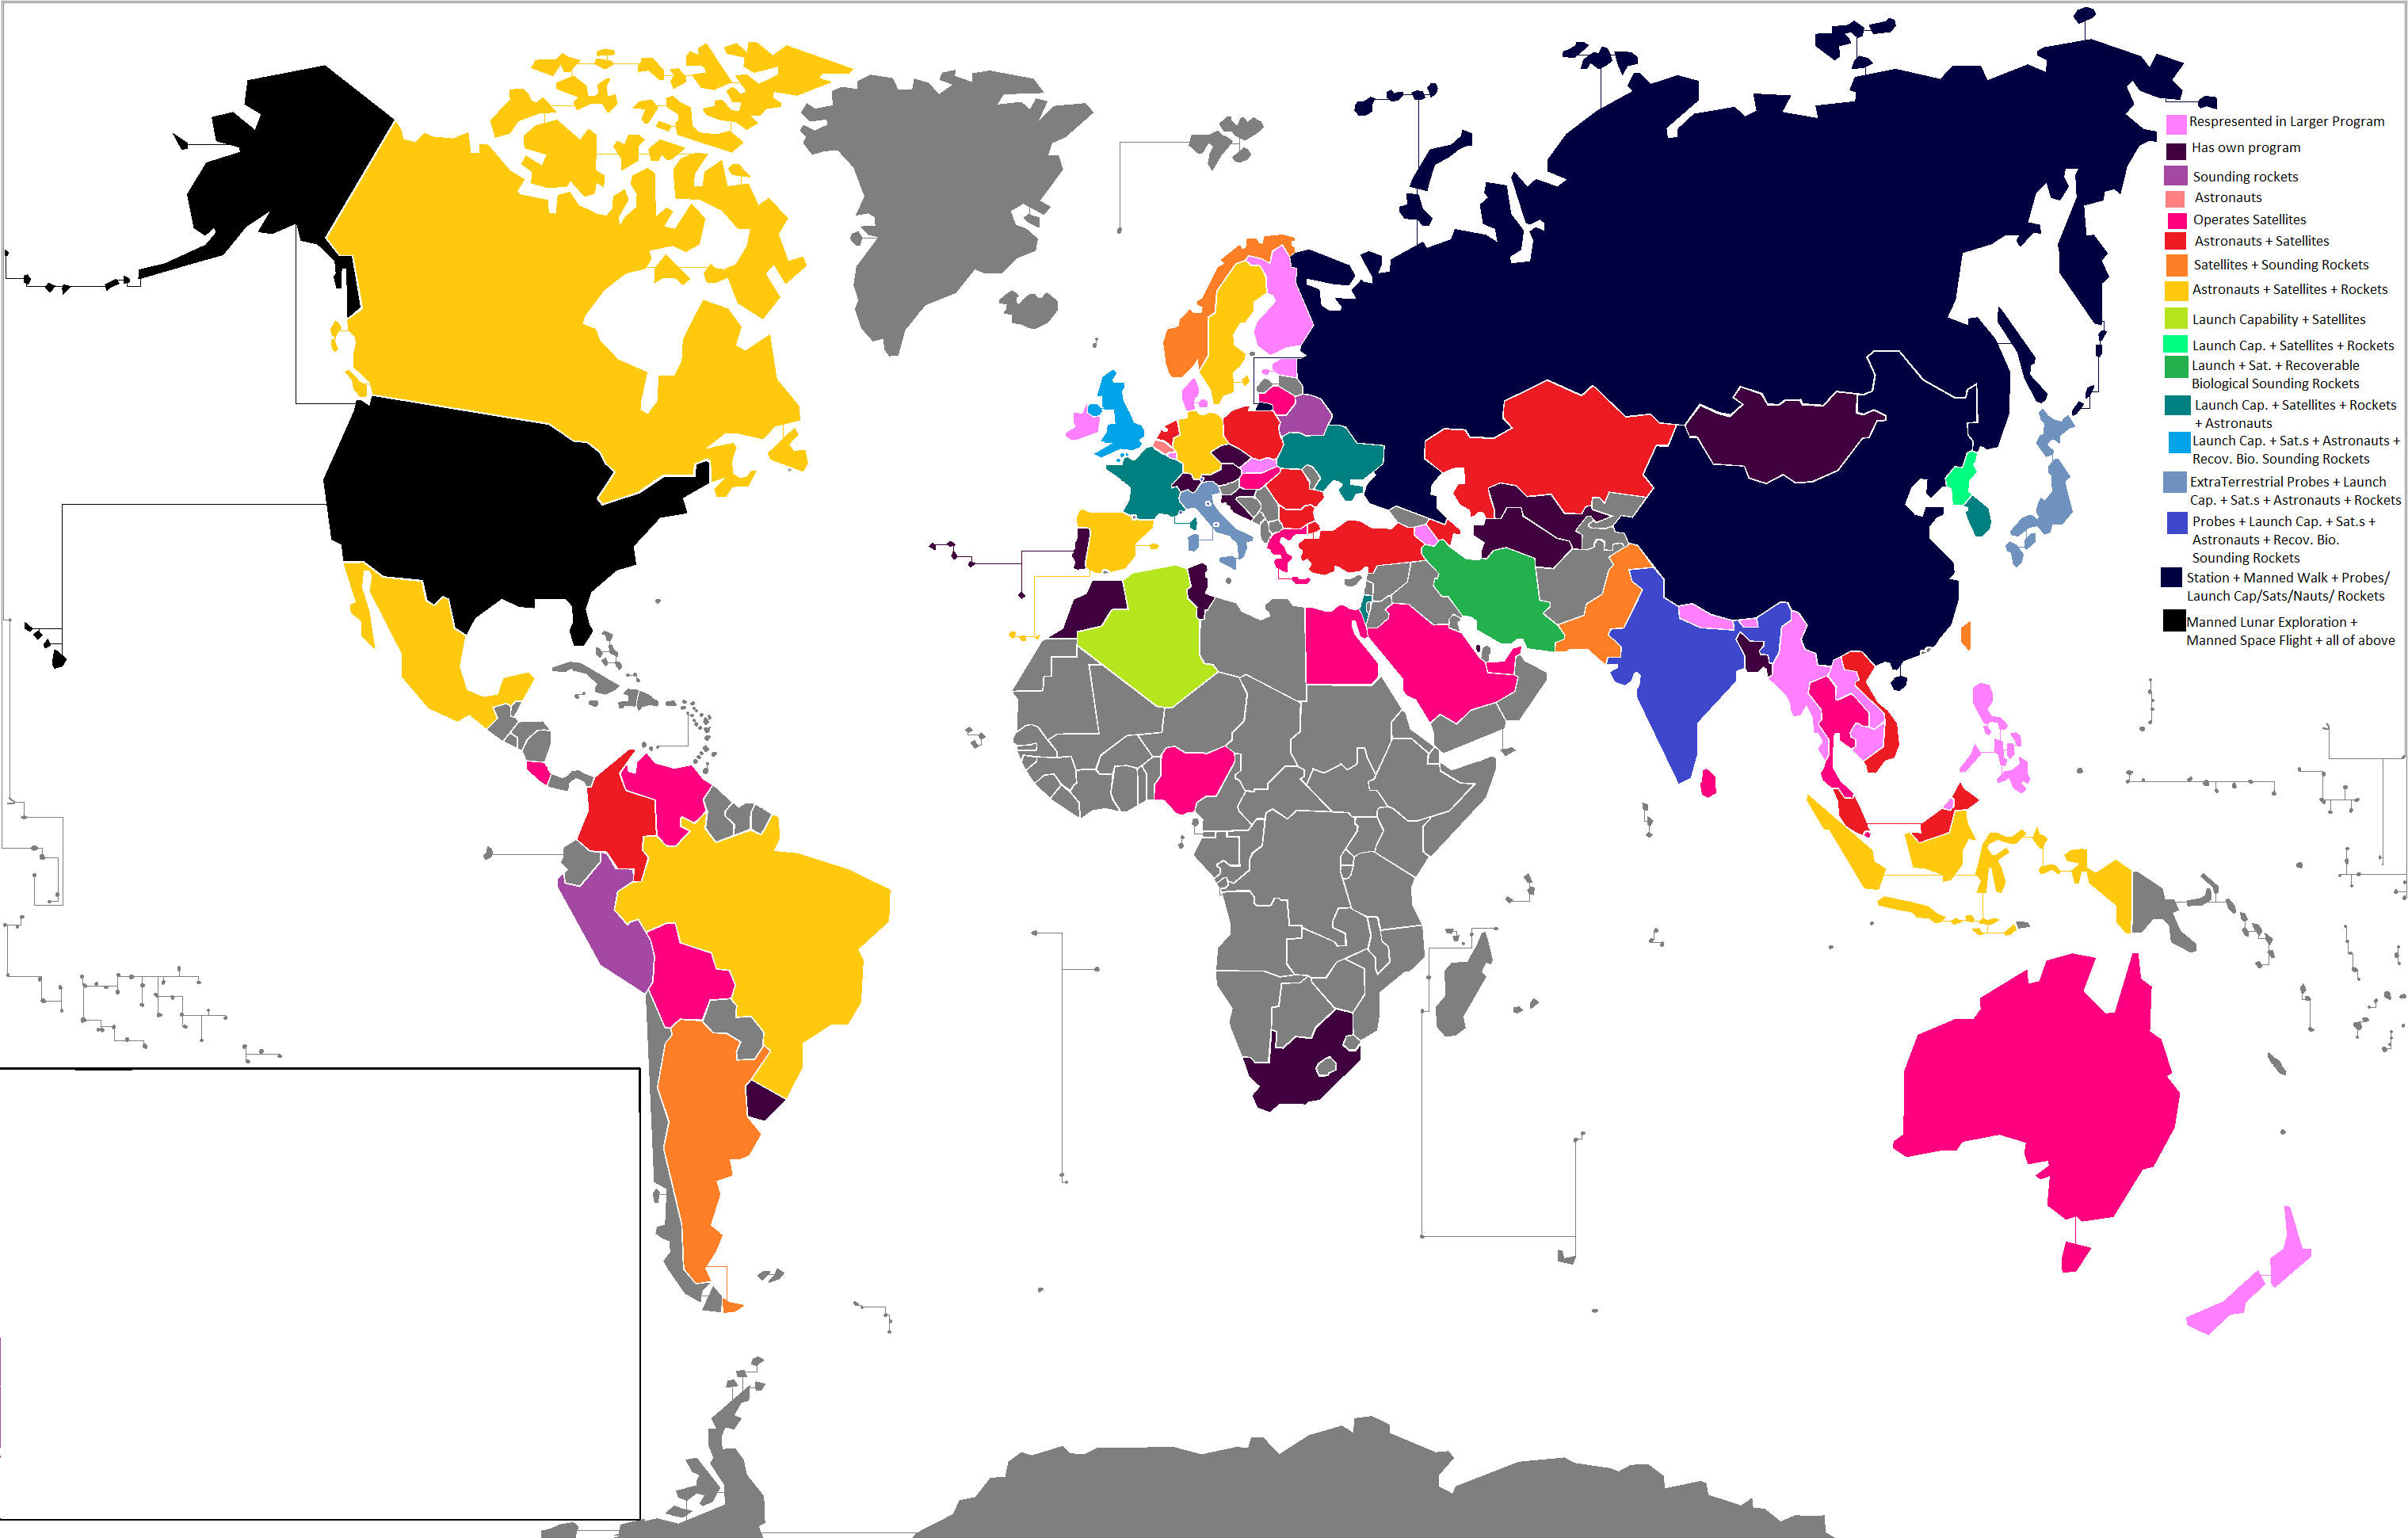 Respresented in Larger Program
Has own program
Sounding rockets
Astronauts
Operates Satellites
Astronauts + Satellites
Satellites + Sounding Rockets
Astronauts + Satellites + Rockets
Launch Capability + Satellites
Launch Cap. + Satellites + Rockets
Launch + Sat. + Recoverable
Biological Sounding Rockets
Launch Cap. + Satellites + Rockets
+ Astronauts
Launch Cap. + Sat.s + Astronauts +
Recov. Bio. Sounding Rockets
ExtraTerrestrial Probes + Launch
Cap. + Sat.s + Astronauts + Rockets
Probes + Launch Cap. + Sat.s +
Astronauts + Recov. Bio.
Sounding Rockets
Station + Manned Walk + Probes/
Launch Cap/Sats/Nauts/ Rockets
Manned Lunar Exploration +
Manned Space Flight + all of above